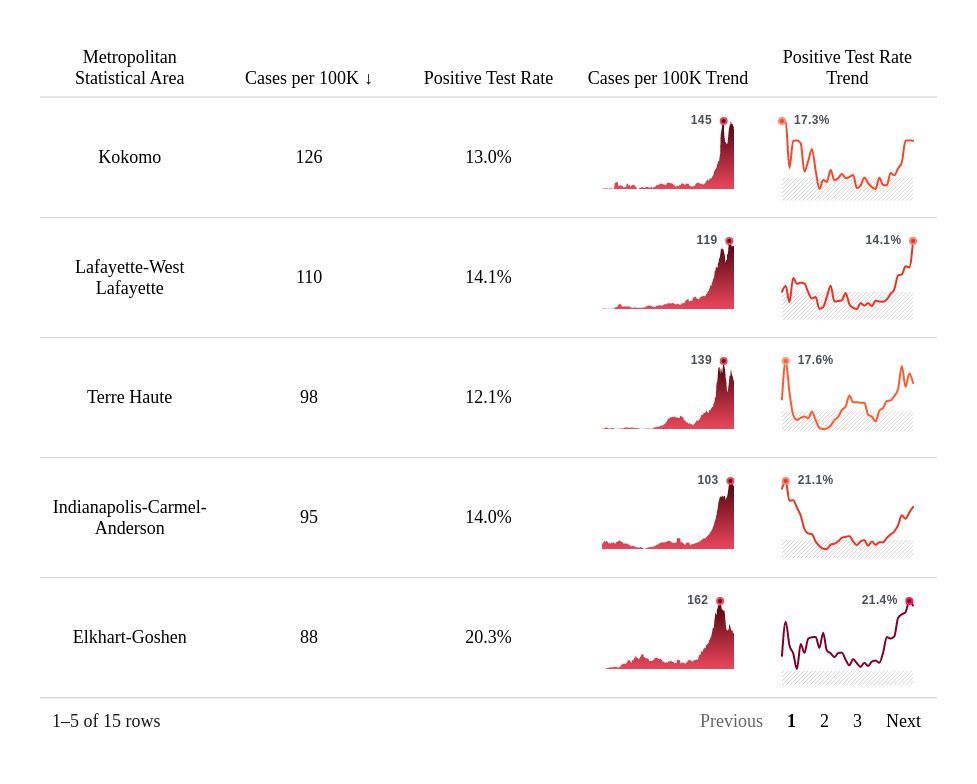 Metropolitan
Statistical Area
Cases per 100K ↓
Positive Test Rate
Cases per 100K Trend
Positive Test Rate
Trend
Kokomo
126
13.0%
145
17.3%
Lafayette-West
Lafayette
110
14.1%
119
14.1%
Terre Haute
98
12.1%
139
17.6%
Indianapolis-Carmel-
Anderson
95
14.0%
103
21.1%
Elkhart-Goshen
88
20.3%
162
21.4%
1–5 of 15 rows
Previous 1 2 3 Next